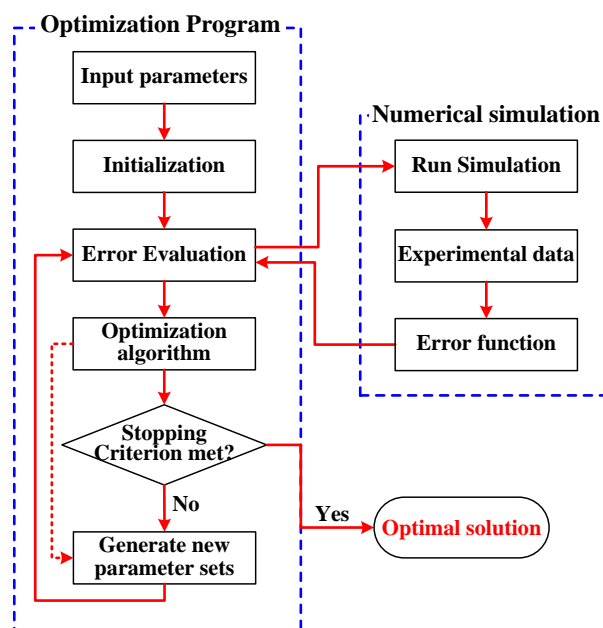 Optimization Program
Input parameters
Initialization
Error Evaluation
Optimization
algorithm
Stopping
Criterion met?
No
Generate new
parameter sets
Numerical simulation
Run Simulation
Experimental data
Error function
Yes
Optimal solution